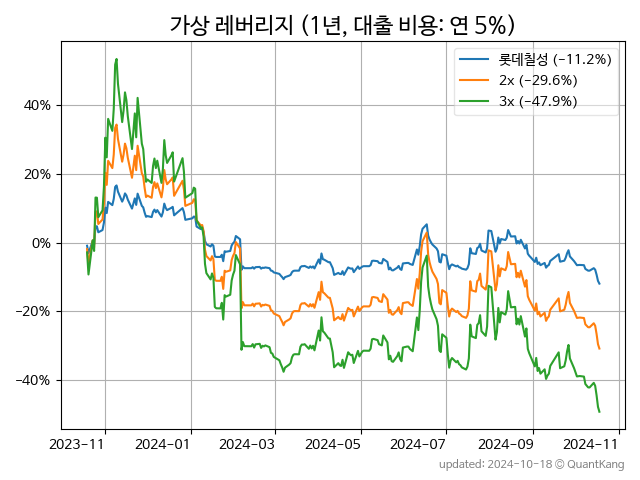 가상 레버리지 (1년, 대출 비용: 연 5%)
롯데칠성 (-11.2%)
2x (-29.6%)
3x (-47.9%)
40%
20%
0%
-20%
-40%
2023-11
2024-01
2024-03
2024-05
2024-07
2024-09
2024-11
updated: 2024-10-18 © QuantKang